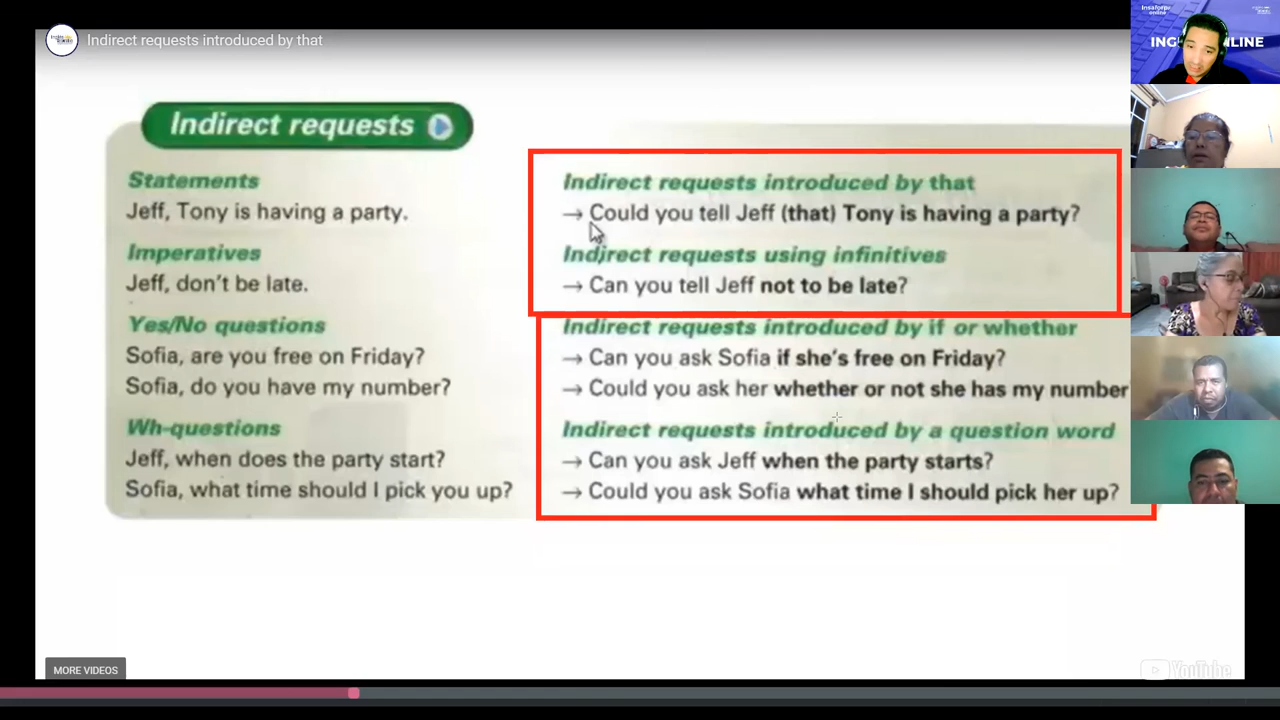 Indirect requests introduced by that
Indirect requests
Statements
Jeff, Tony is having a party.
Indirect requests introduced by that
→ Could you tell Jeff (that) Tony is having a party?
Imperatives
Jeff, don't be late.
Indirect requests using infinitives
→ Can you tell Jeff not to be late?
Yes/No questions
Sofia, are you free on Friday?
Sofia, do you have my number?
Indirect requests introduced by if or whether
→ Can you ask Sofia if she's free on Friday?
→ Could you ask her whether or not she has my number
Wh-questions
Jeff, when does the party start?
Sofia, what time should I pick you up?
Indirect requests introduced by a question word
→ Can you ask Jeff when the party starts?
→ Could you ask Sofia what time I should pick her up?
MORE VIDEOS
YouTube
Insaforp
online
ING LINE